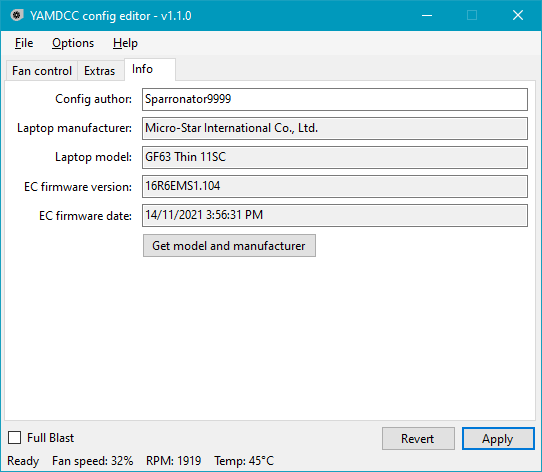 YAMDCC config editor - v1.1.0
File Options Help
Fan control Extras Info
Config author: Sparronator9999
Laptop manufacturer: Micro-Star International Co., Ltd.
Laptop model: GF63 Thin 11SC
EC firmware version: 16R6EMS1.104
EC firmware date: 14/11/2021 3:56:31 PM
Get model and manufacturer
Full Blast Revert Apply
Ready Fan speed: 32% RPM: 1919 Temp: 45°C